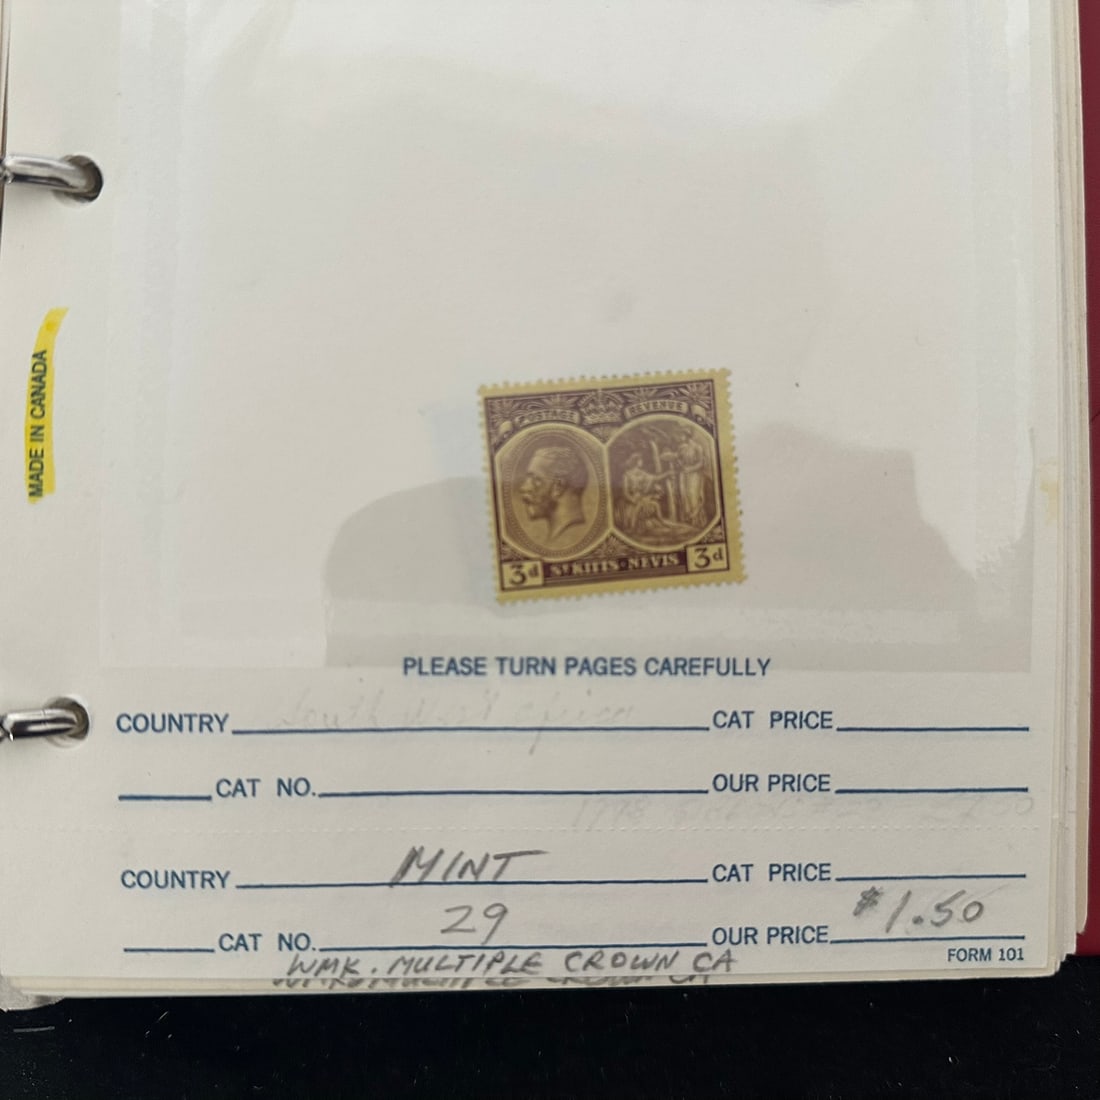 POSTAGE REVENUE
3d ST KITTS·NEVIS 3d
MADE IN CANADA
PLEASE TURN PAGES CAREFULLY
COUNTRY South West Africa CAT PRICE
CAT NO. OUR PRICE
1998
COUNTRY MINT CAT PRICE
CAT NO. 29 OUR PRICE $1.50
WMK. MULTIPLE CROWN CA
FORM 101